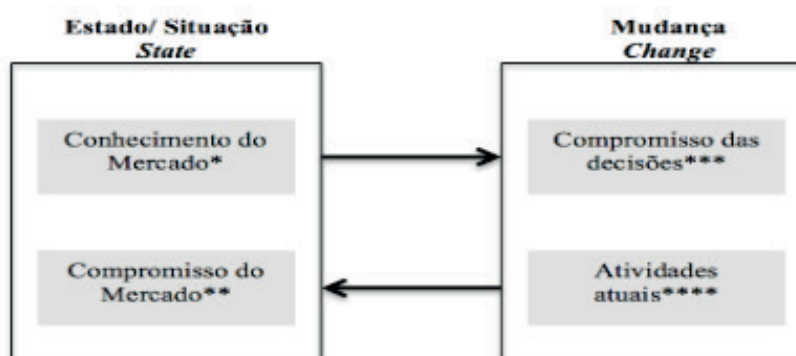 Estado/ Situação
State
Conhecimento do
Mercado*
Compromisso do
Mercado**
Mudança
Change
Compromisso das
decisões***
Atividades
atuais****